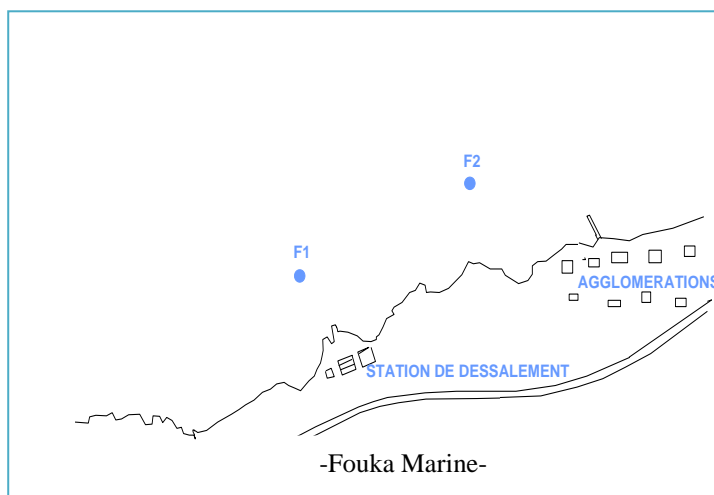 F2
F1
AGGLOMERATIONS
STATION DE DESSALEMENT
-Fouka Marine-